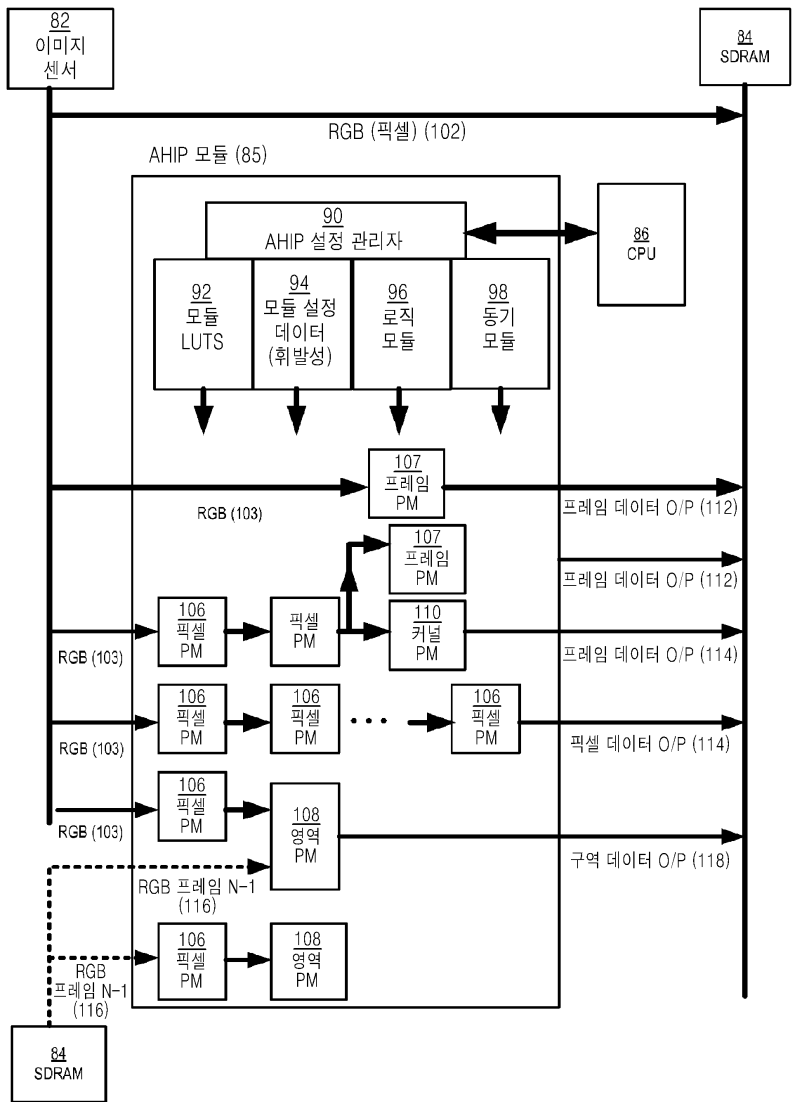 82
이미지
센서
84
SDRAM
RGB (픽셀) (102)
AHIP 모듈 (85)
90
AHIP 설정 관리자
86
CPU
92
모듈
LUTS
94
모듈 설정
데이터
(휘발성)
96
로직
모듈
98
동기
모듈
107
프레임
PM
RGB (103)
프레임 데이터 O/P (112)
107
프레임
PM
프레임 데이터 O/P (112)
106
픽셀
PM
픽셀
PM
110
커널
PM
RGB (103)
프레임 데이터 O/P (114)
106
픽셀
PM
106
픽셀
PM
...
106
픽셀
PM
RGB (103)
픽셀 데이터 O/P (114)
106
픽셀
PM
108
영역
PM
RGB (103)
구역 데이터 O/P (118)
RGB 프레임 N-1
(116)
106
픽셀
PM
108
영역
PM
RGB
프레임 N-1
(116)
84
SDRAM